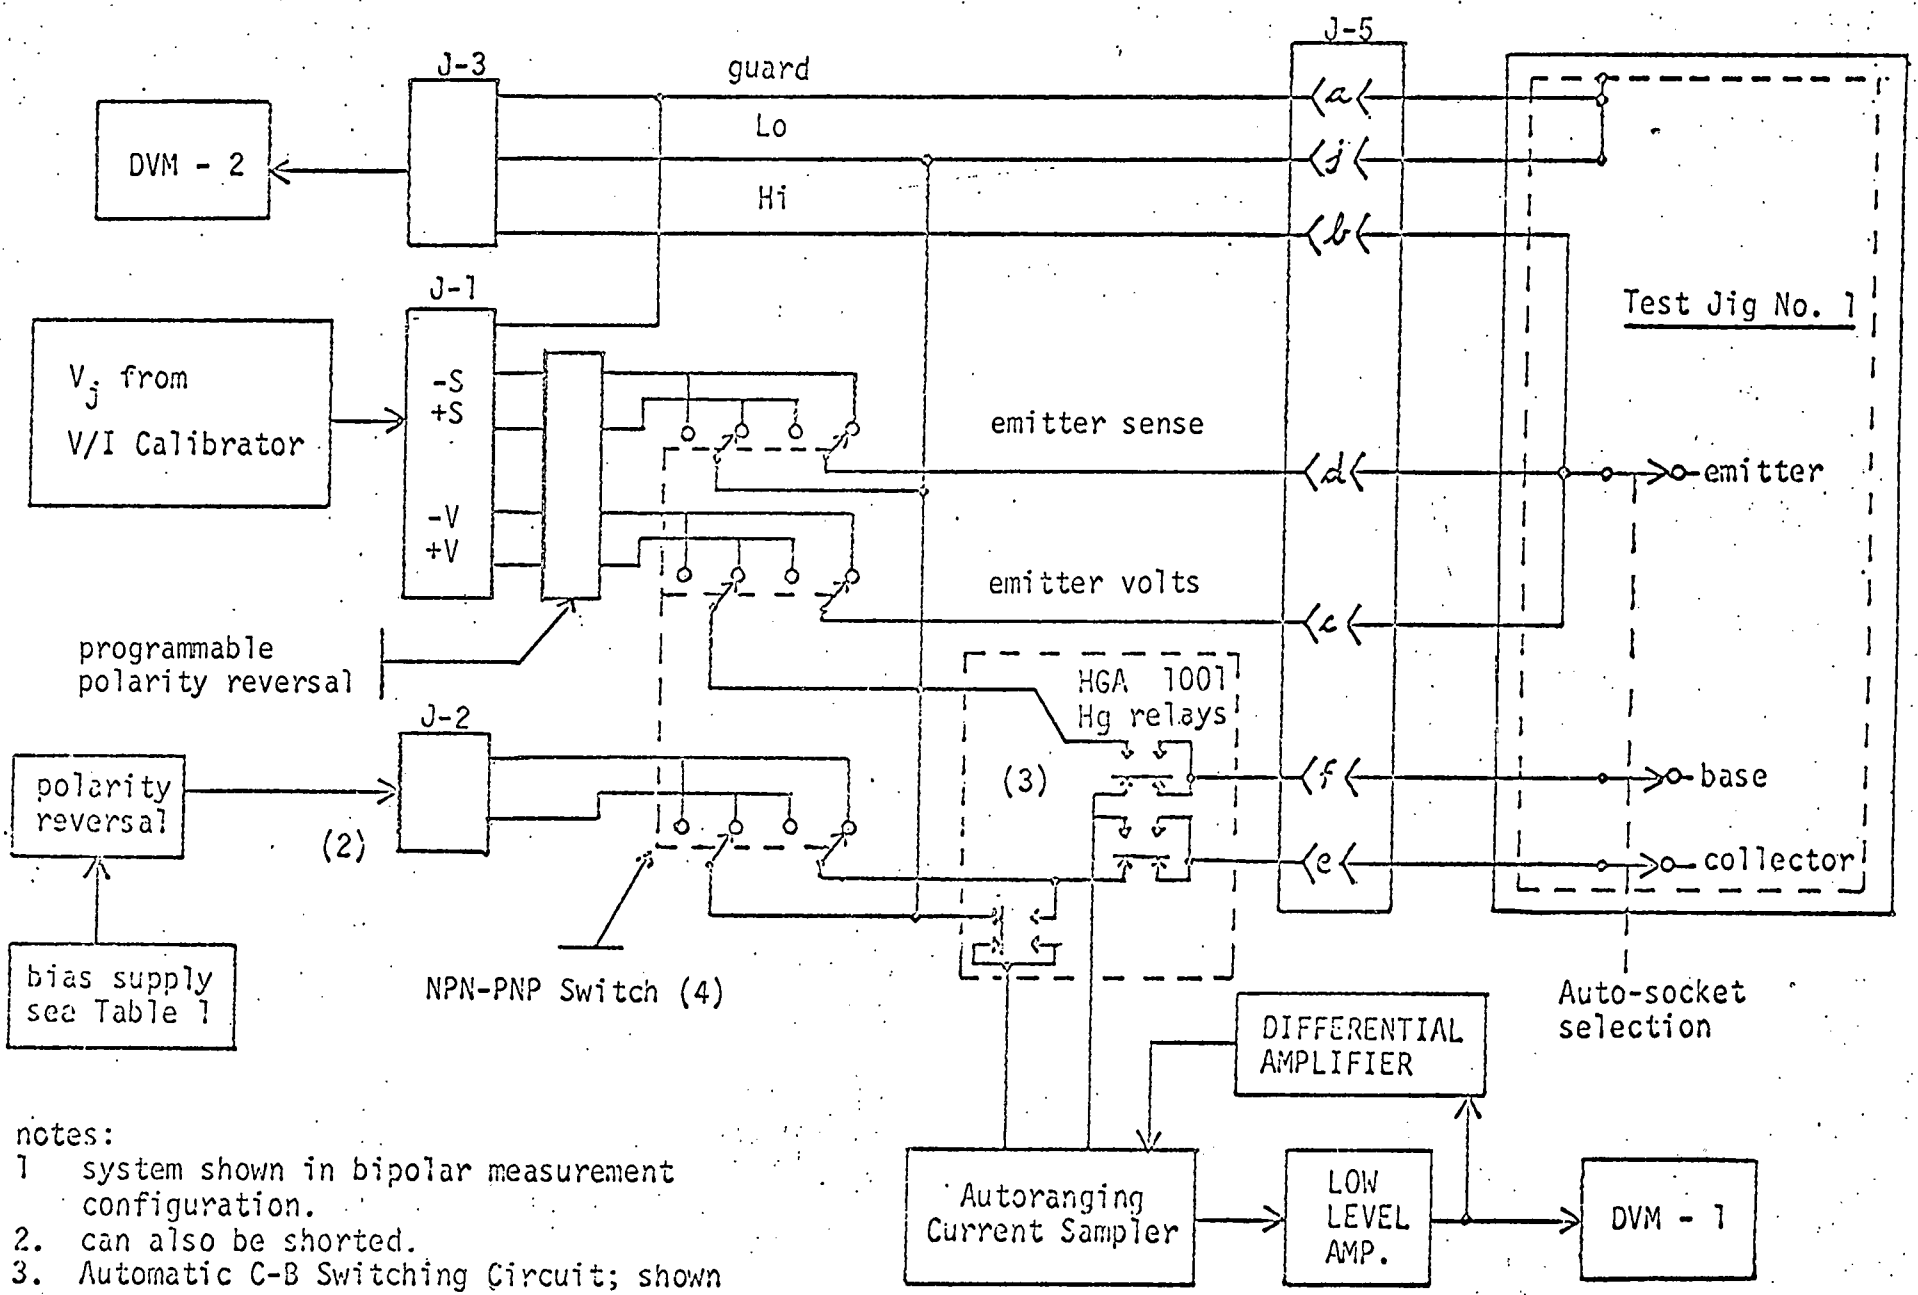 J-5
J-3
guard
a
Lo
DVM - 2
j
Hi
b
J-1
Test Jig No. 1
Vj from
V/I Calibrator
-S
+S
emitter sense
d
emitter
-V
+V
emitter volts
c
programmable
polarity reversal
HGA 1001
Hg relays
J-2
polarity
reversal
(2)
(3)
f
base
e
collector
bias supply
see Table 1
NPN-PNP Switch (4)
Auto-socket
selection
DIFFERENTIAL
AMPLIFIER
Autoranging
Current Sampler
LOW
LEVEL
AMP.
DVM - 1
notes:
1 system shown in bipolar measurement
configuration.
2. can also be shorted.
3. Automatic C-B Switching Circuit; shown